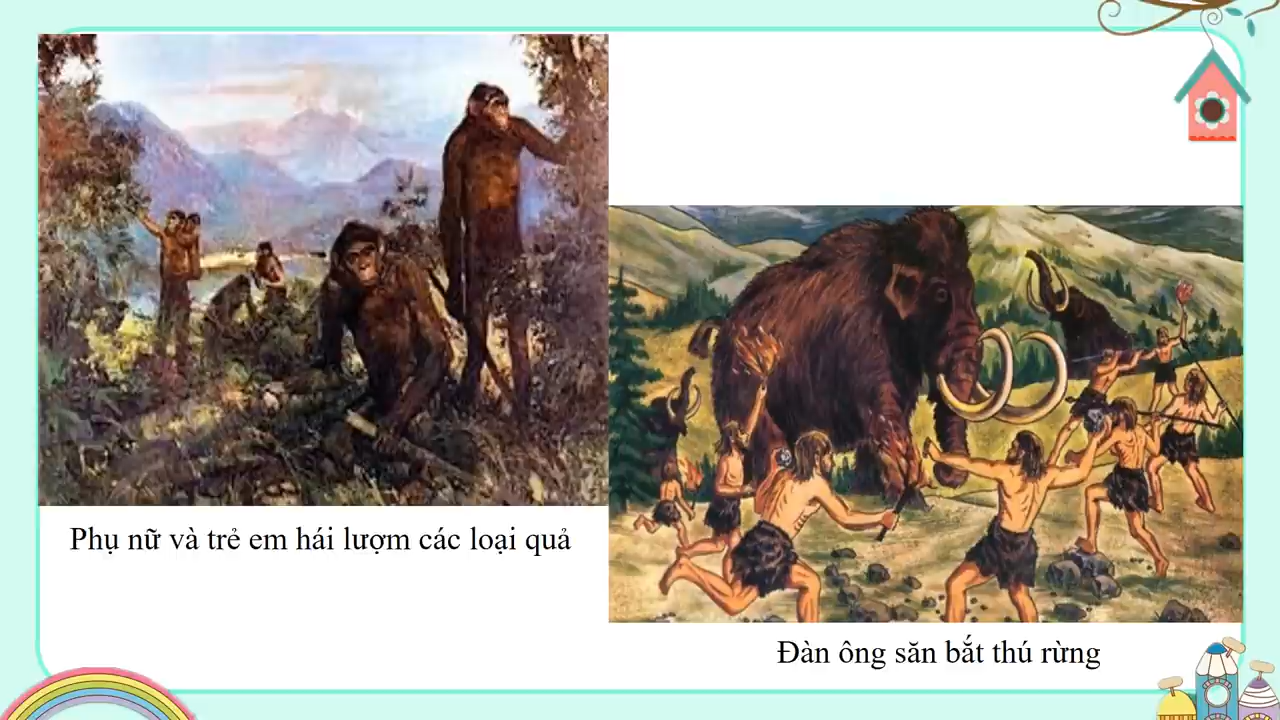 Phụ nữ và trẻ em hái lượm các loại quả
Đàn ông săn bắt thú rừng